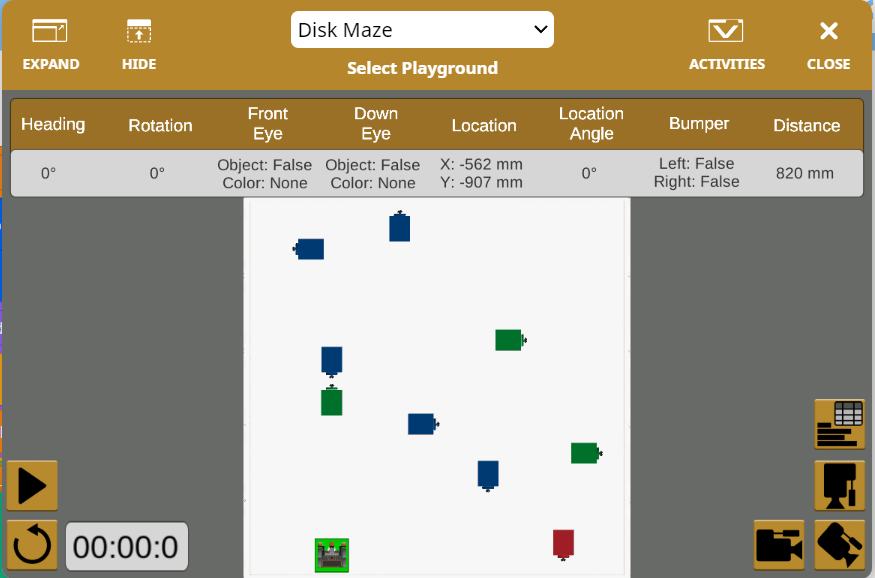 Disk Maze
EXPAND
HIDE
Select Playground
ACTIVITIES
CLOSE
Heading
Rotation
Front
Eye
Down
Eye
Location
Location
Angle
Bumper
Distance
0°
0°
Object: False
Color: None
Object: False
Color: None
X: -562 mm
Y: -907 mm
0°
Left: False
Right: False
820 mm
00:00:0